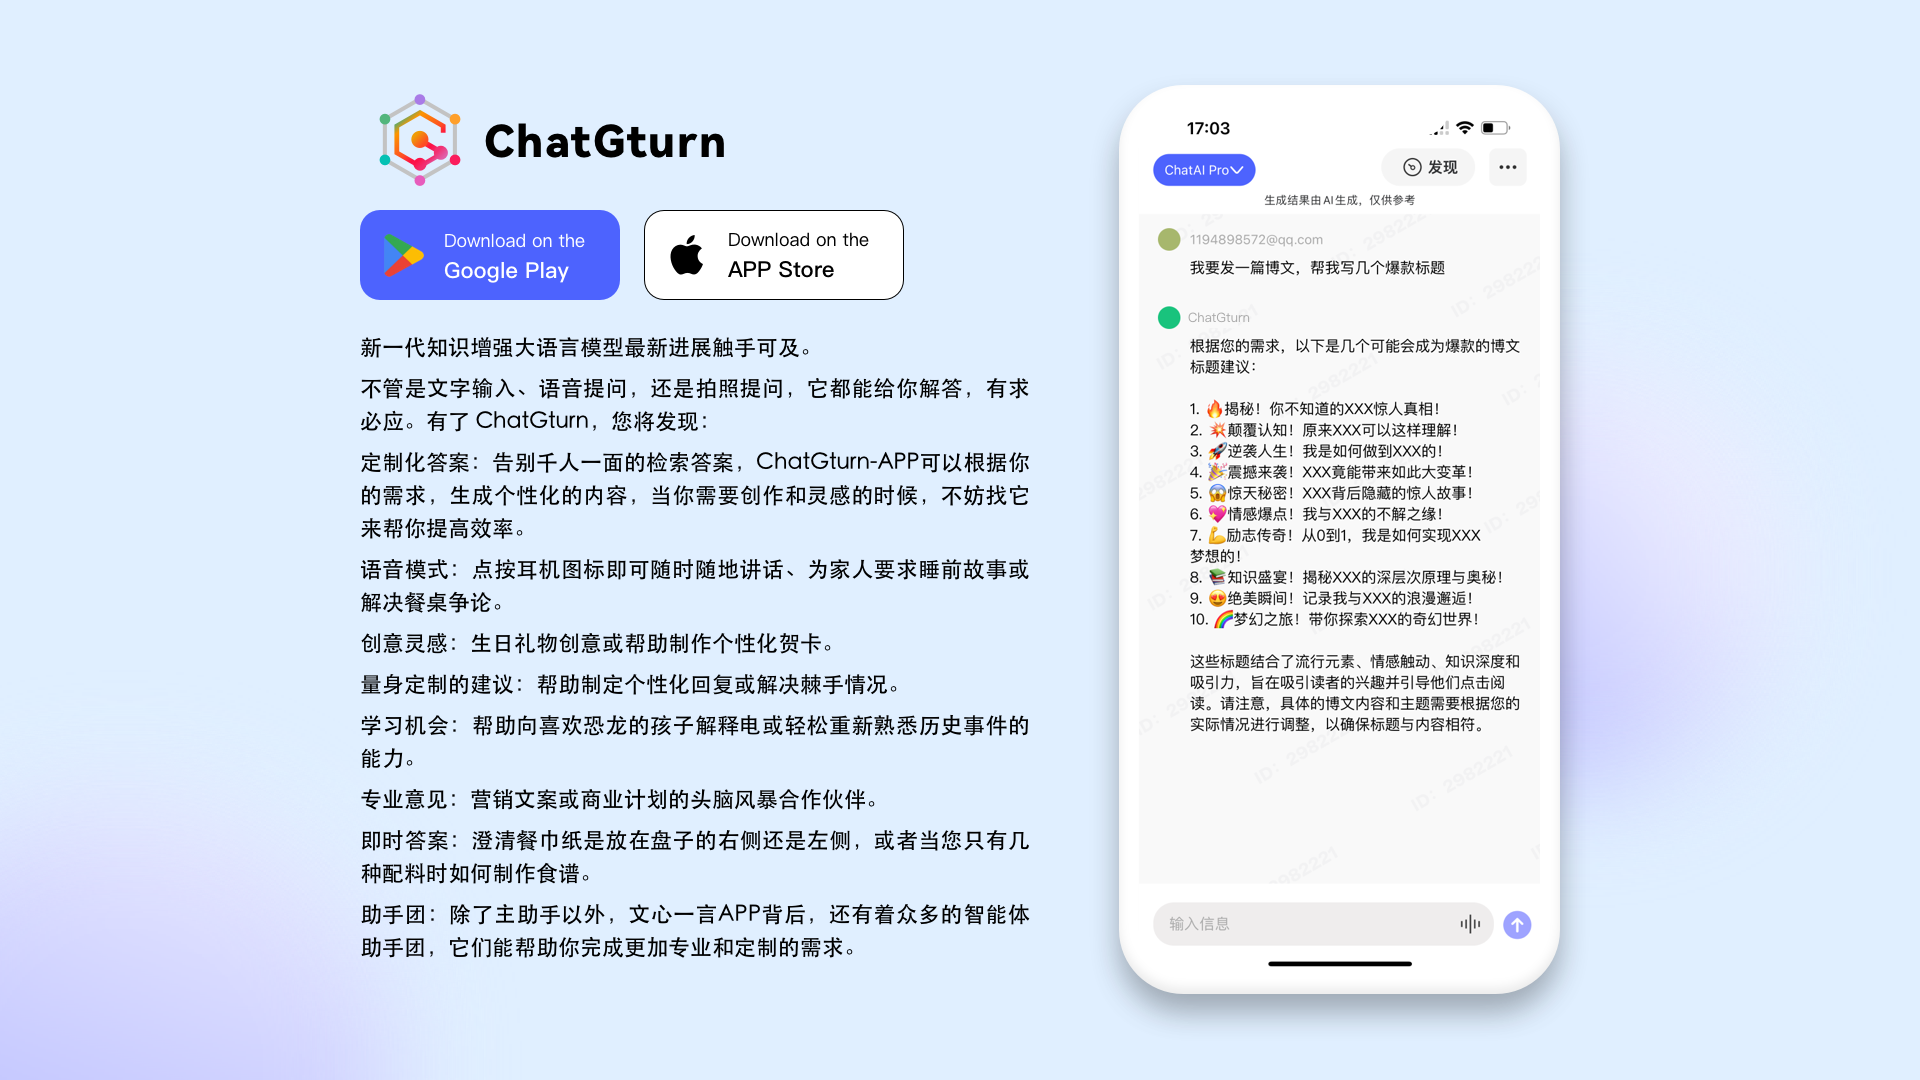 ChatGturn
Download on the
Google Play
Download on the
APP Store
新一代知识增强大语言模型最新进展触手可及。
不管是文字输入、语音提问，还是拍照提问，它都能给你解答，有求
必应。有了 ChatGturn，您将发现：
定制化答案：告别千人一面的检索答案，ChatGturn-APP可以根据你
的需求，生成个性化的内容，当你需要创作和灵感的时候，不妨找它
来帮你提高效率。
语音模式：点按耳机图标即可随时随地讲话、为家人要求睡前故事或
解决餐桌争论。
创意灵感：生日礼物创意或帮助制作个性化贺卡。
量身定制的建议：帮助制定个性化回复或解决棘手情况。
学习机会：帮助向喜欢恐龙的孩子解释电或轻松重新熟悉历史事件的
能力。
专业意见：营销文案或商业计划的头脑风暴合作伙伴。
即时答案：澄清餐巾纸是放在盘子的右侧还是左侧，或者当您只有几
种配料时如何制作食谱。
助手团：除了主助手以外，文心一言APP背后，还有着众多的智能体
助手团，它们能帮助你完成更加专业和定制的需求。
17:03
ChatAI Pro
发现
生成结果由AI生成，仅供参考
1194898572@qq.com
我要发一篇博文，帮我写几个爆款标题
ChatGturn
根据您的需求，以下是几个可能会成为爆款的博文
标题建议：
1. 🔥揭秘！你不知道的XXX惊人真相！
2. 💥颠覆认知！原来XXX可以这样理解！
3. 🚀逆袭人生！我是如何做到XXX的！
4. 🎉震撼来袭！XXX竟能带来如此大变革！
5. 😱惊天秘密！XXX背后隐藏的惊人故事！
6. 💖情感爆点！我与XXX的不解之缘！
7. 💪励志传奇！从0到1，我是如何实现XXX
梦想的！
8. 📚知识盛宴！揭秘XXX的深层次原理与奥秘！
9. 😍绝美瞬间！记录我与XXX的浪漫邂逅！
10. 🌈梦幻之旅！带你探索XXX的奇幻世界！
这些标题结合了流行元素、情感触动、知识深度和
吸引力，旨在吸引读者的兴趣并引导他们点击阅
读。请注意，具体的博文内容和主题需要根据您的
实际情况进行调整，以确保标题与内容相符。
ID: 2982221
输入信息